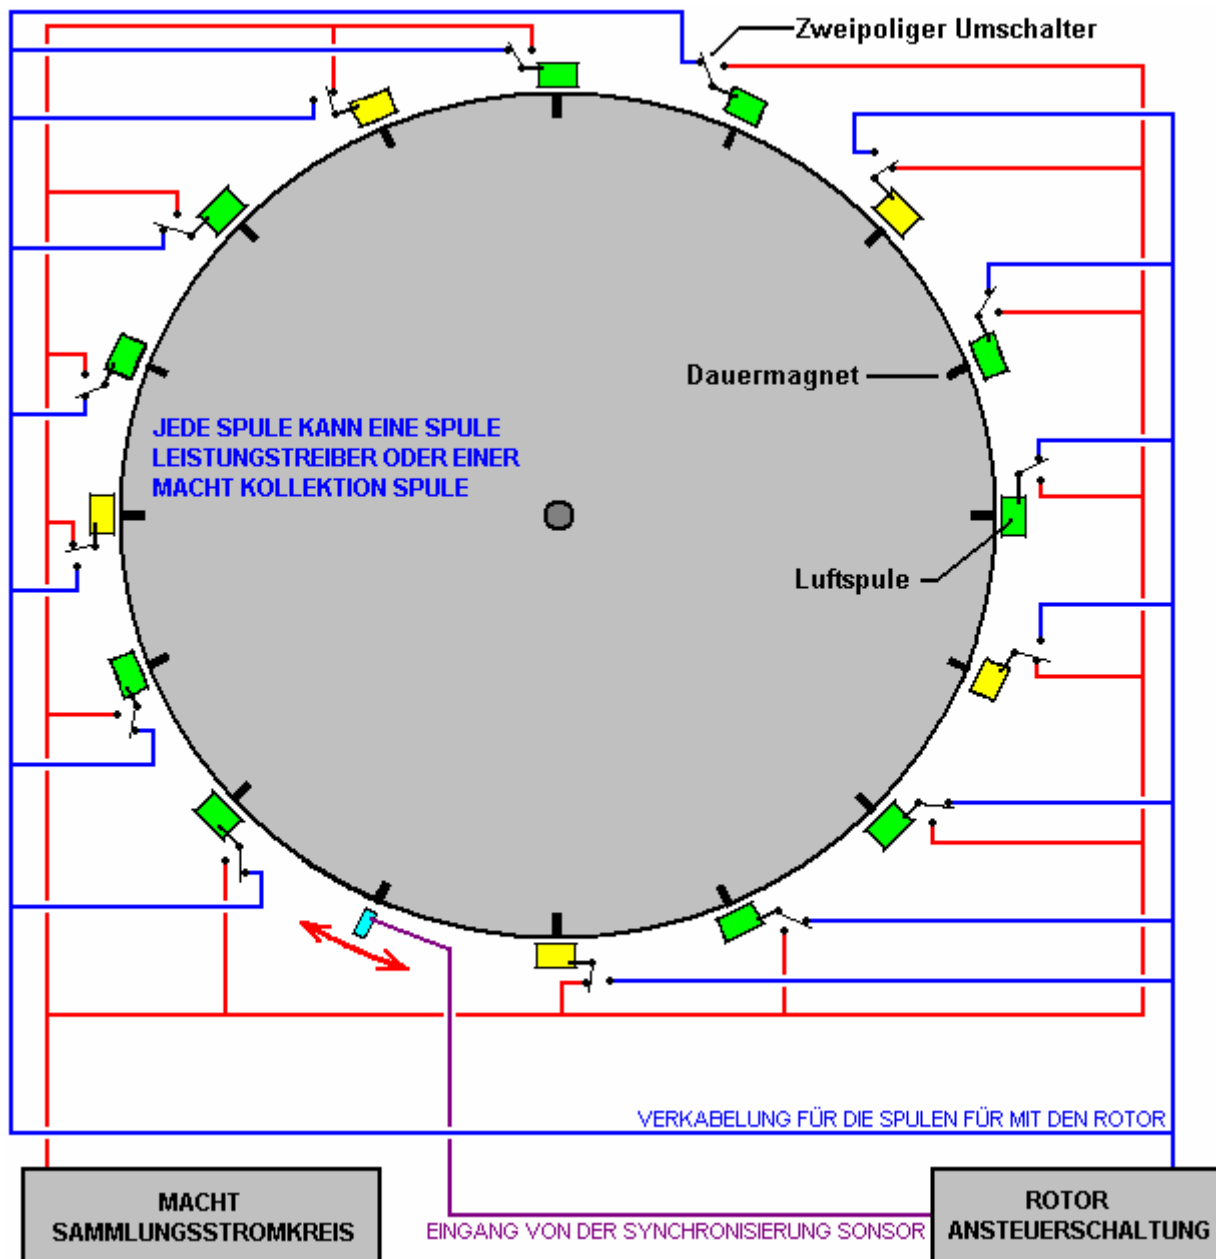 Zweipoliger Umschalter
Dauermagnet
JEDE SPULE KANN EINE SPULE
LEISTUNGSTREIBER ODER EINER
MACHT KOLLEKTION SPULE
Luftspule
VERKABELUNG FÜR DIE SPULEN FÜR MIT DEN ROTOR
MACHT
SAMMLUNGSSTROMKREIS
EINGANG VON DER SYNCHRONISIERUNG SONSOR
ROTOR
ANSTEUERSCHALTUNG